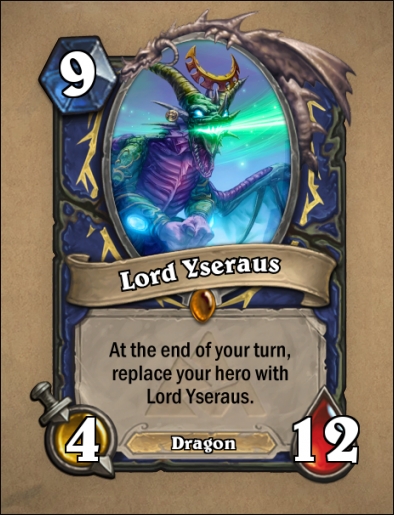 9
Lord Yseraus
At the end of your turn,
replace your hero with
Lord Yseraus.
4
Dragon
12